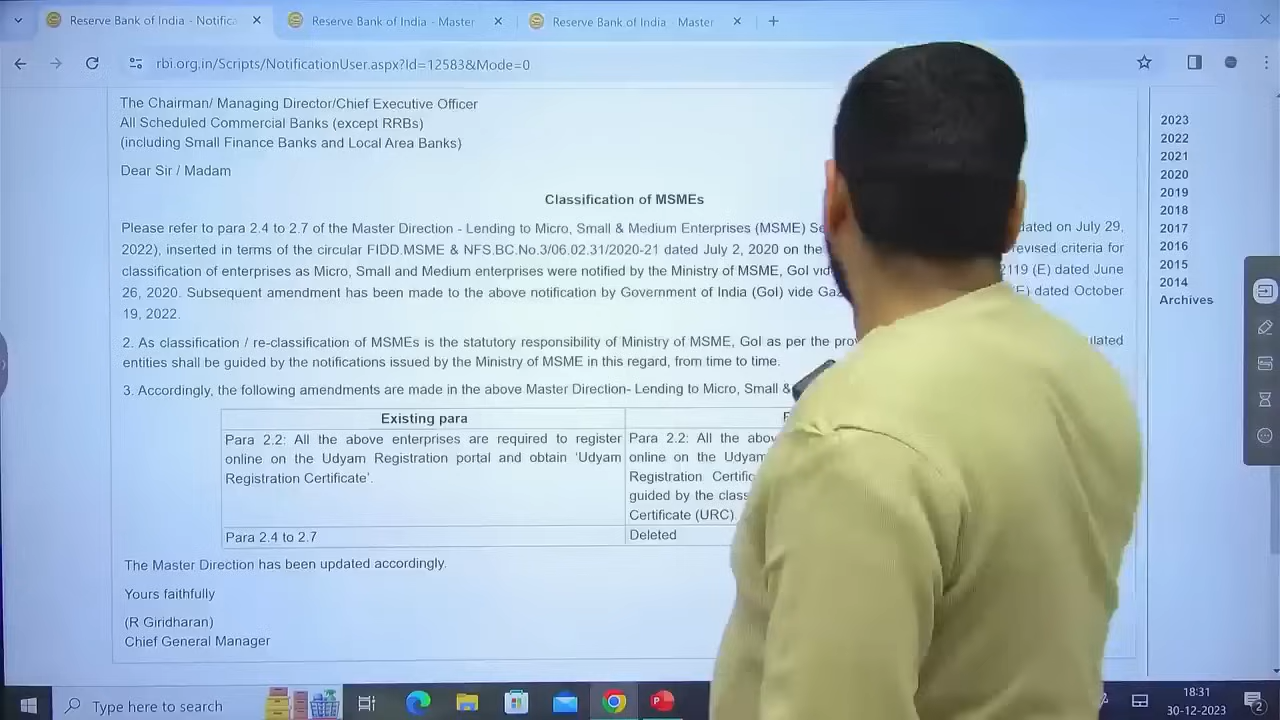 Reserve Bank of India - Notifica
Reserve Bank of India - Master
Reserve Bank of India Master
rbi.org.in/Scripts/NotificationUser.aspx?Id=12583&Mode=0
The Chairman/ Managing Director/Chief Executive Officer
All Scheduled Commercial Banks (except RRBs)
(including Small Finance Banks and Local Area Banks)
Dear Sir / Madam
Classification of MSMEs
Please refer to para 2.4 to 2.7 of the Master Direction - Lending to Micro, Small & Medium Enterprises (MSME) dated on July 29,
2022), inserted in terms of the circular FIDD.MSME & NFS.BC.No.3/06.02.31/2020-21 dated July 2, 2020 on the revised criteria for
classification of enterprises as Micro, Small and Medium enterprises were notified by the Ministry of MSME, GoI 2119 (E) dated June
26, 2020. Subsequent amendment has been made to the above notification by Government of India (GoI) vide (E) dated October
19, 2022.
2. As classification / re-classification of MSMEs is the statutory responsibility of Ministry of MSME, GoI as per the
entities shall be guided by the notifications issued by the Ministry of MSME in this regard, from time to time.
3. Accordingly, the following amendments are made in the above Master Direction- Lending to Micro, Small &
Existing para
Para 2.2: All the above enterprises are required to register
online on the Udyam Registration portal and obtain 'Udyam
Registration Certificate'.
Para 2.2: All the
online on the
Registration
guided by the
Certificate (URC).
Para 2.4 to 2.7
Deleted
The Master Direction has been updated accordingly.
Yours faithfully
(R Giridharan)
Chief General Manager
2023
2022
2021
2020
2019
2018
2017
2016
2015
2014
Archives
Type here to search
18:31
30-12-2023
2